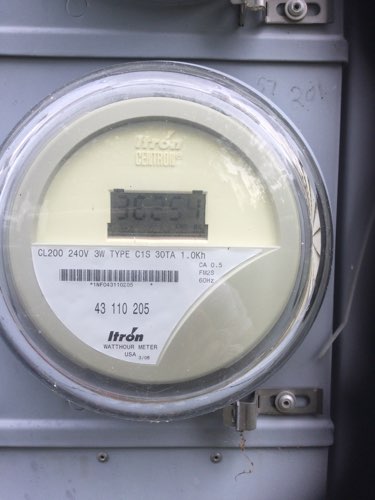 Itron
CENTRON®
36254
CL200 240V 3W TYPE C1S 30TA 1.0Kh
CA 0.5
FM2S
60Hz
43 110 205
Itron
WATTHOUR METER
USA